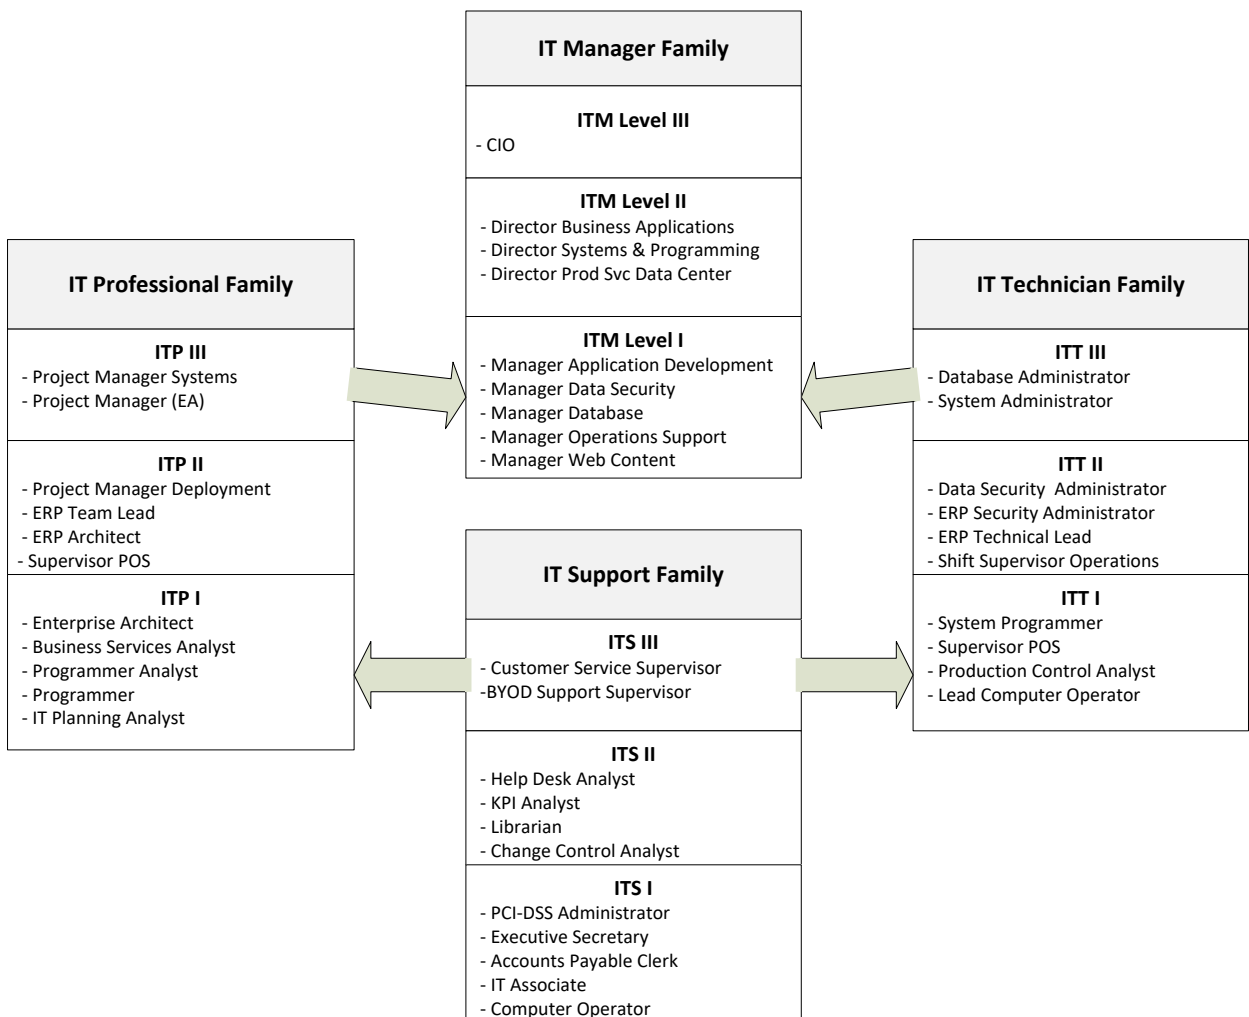 IT Manager Family
ITM Level III
- CIO
ITM Level II
- Director Business Applications
- Director Systems & Programming
- Director Prod Svc Data Center
ITM Level I
- Manager Application Development
- Manager Data Security
- Manager Database
- Manager Operations Support
- Manager Web Content
IT Professional Family
ITP III
- Project Manager Systems
- Project Manager (EA)
ITP II
- Project Manager Deployment
- ERP Team Lead
- ERP Architect
- Supervisor POS
ITP I
- Enterprise Architect
- Business Services Analyst
- Programmer Analyst
- Programmer
- IT Planning Analyst
IT Technician Family
ITT III
- Database Administrator
- System Administrator
ITT II
- Data Security  Administrator
- ERP Security Administrator
- ERP Technical Lead
- Shift Supervisor Operations
ITT I
- System Programmer
- Supervisor POS
- Production Control Analyst
- Lead Computer Operator
IT Support Family
ITS III
- Customer Service Supervisor
-BYOD Support Supervisor
ITS II
- Help Desk Analyst
- KPI Analyst
- Librarian
- Change Control Analyst
ITS I
- PCI-DSS Administrator
- Executive Secretary
- Accounts Payable Clerk
- IT Associate
- Computer Operator